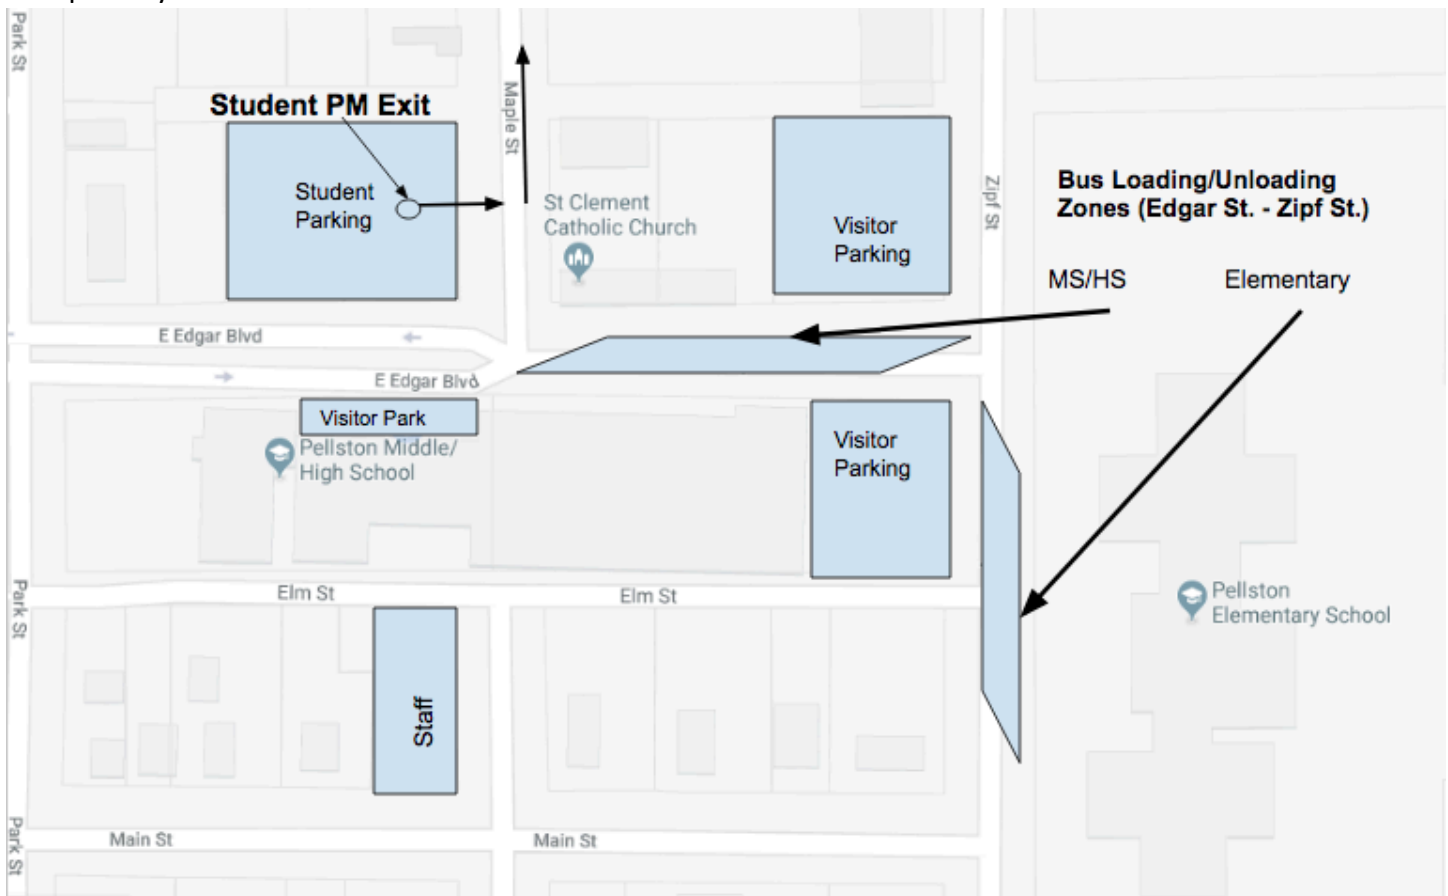 Park St
Maple St
Student PM Exit
Student
Parking
St Clement
Catholic Church
Visitor
Parking
Zipf St
Bus Loading/Unloading
Zones (Edgar St. - Zipf St.)
MS/HS
Elementary
E Edgar Blvd
E Edgar Blvd
Visitor Park
Pellston Middle/
High School
Visitor
Parking
Elm St
Elm St
Park St
Pellston
Elementary School
Staff
Main St
Main St
Park St